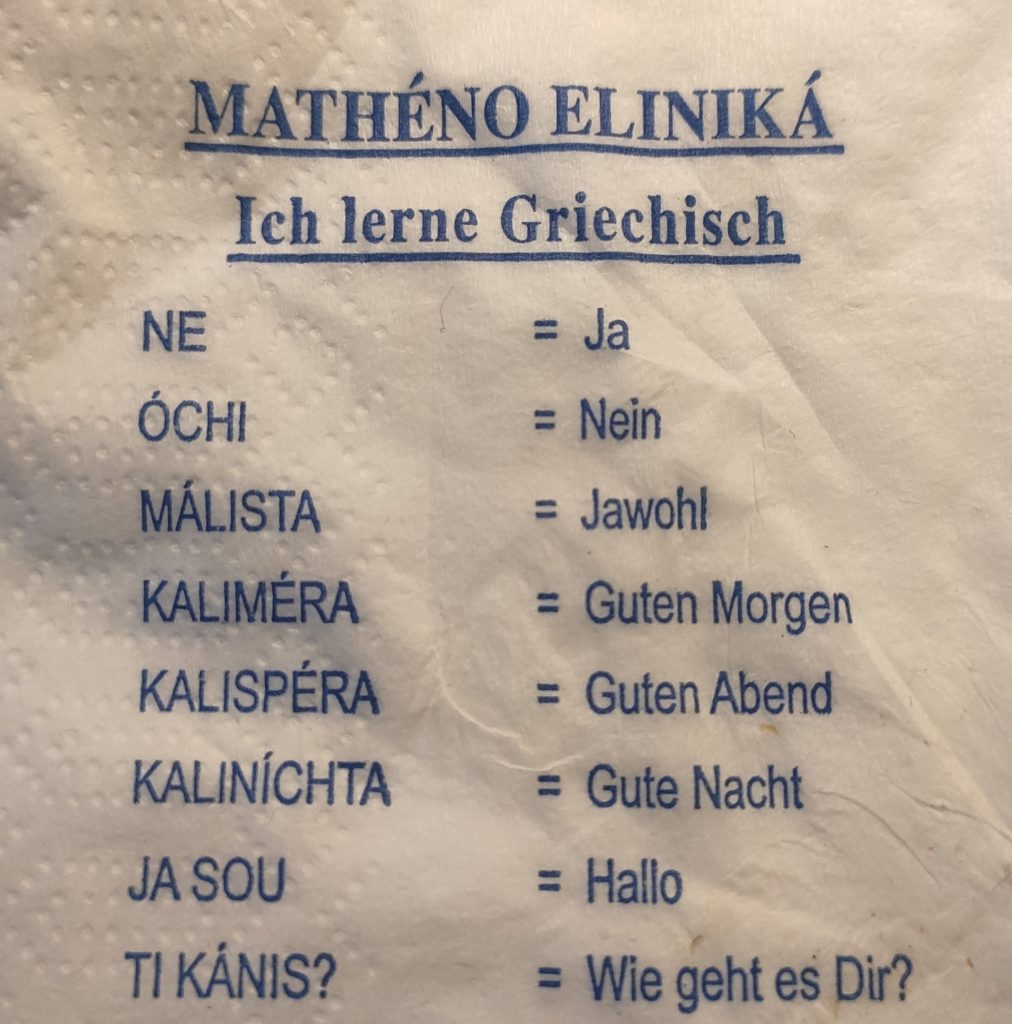 MATHÉNO ELINIKÁ
Ich lerne Griechisch
NE = Ja
ÓCHI = Nein
MÁLISTA = Jawohl
KALIMÉRA = Guten Morgen
KALISPÉRA = Guten Abend
KALINÍCHTA = Gute Nacht
JA SOU = Hallo
TI KÁNIS? = Wie geht es Dir?